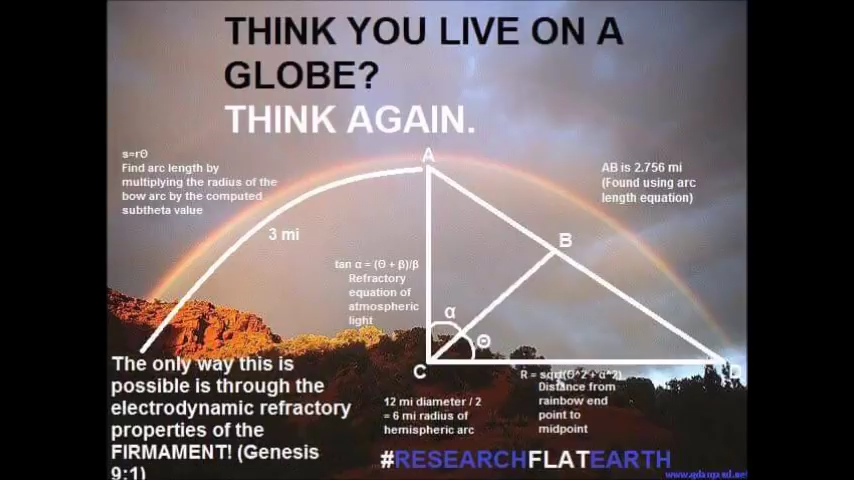 THINK YOU LIVE ON A
GLOBE?
THINK AGAIN.
s=rΘ
Find arc length by
multiplying the radius of the
bow arc by the computed
subtheta value
A
AB is 2.756 mi
(Found using arc
length equation)
3 mi
B
tan α = (Θ + β)/β
Refractory
equation of
atmospheric
light
α
Θ
C
D
The only way this is
possible is through the
electrodynamic refractory
properties of the
FIRMAMENT! (Genesis
9:1)
12 mi diameter / 2
= 6 mi radius of
hemispheric arc
R = sqrt(Θ^2 + α^2)
Distance from
rainbow end
point to
midpoint
#RESEARCHFLATEARTH